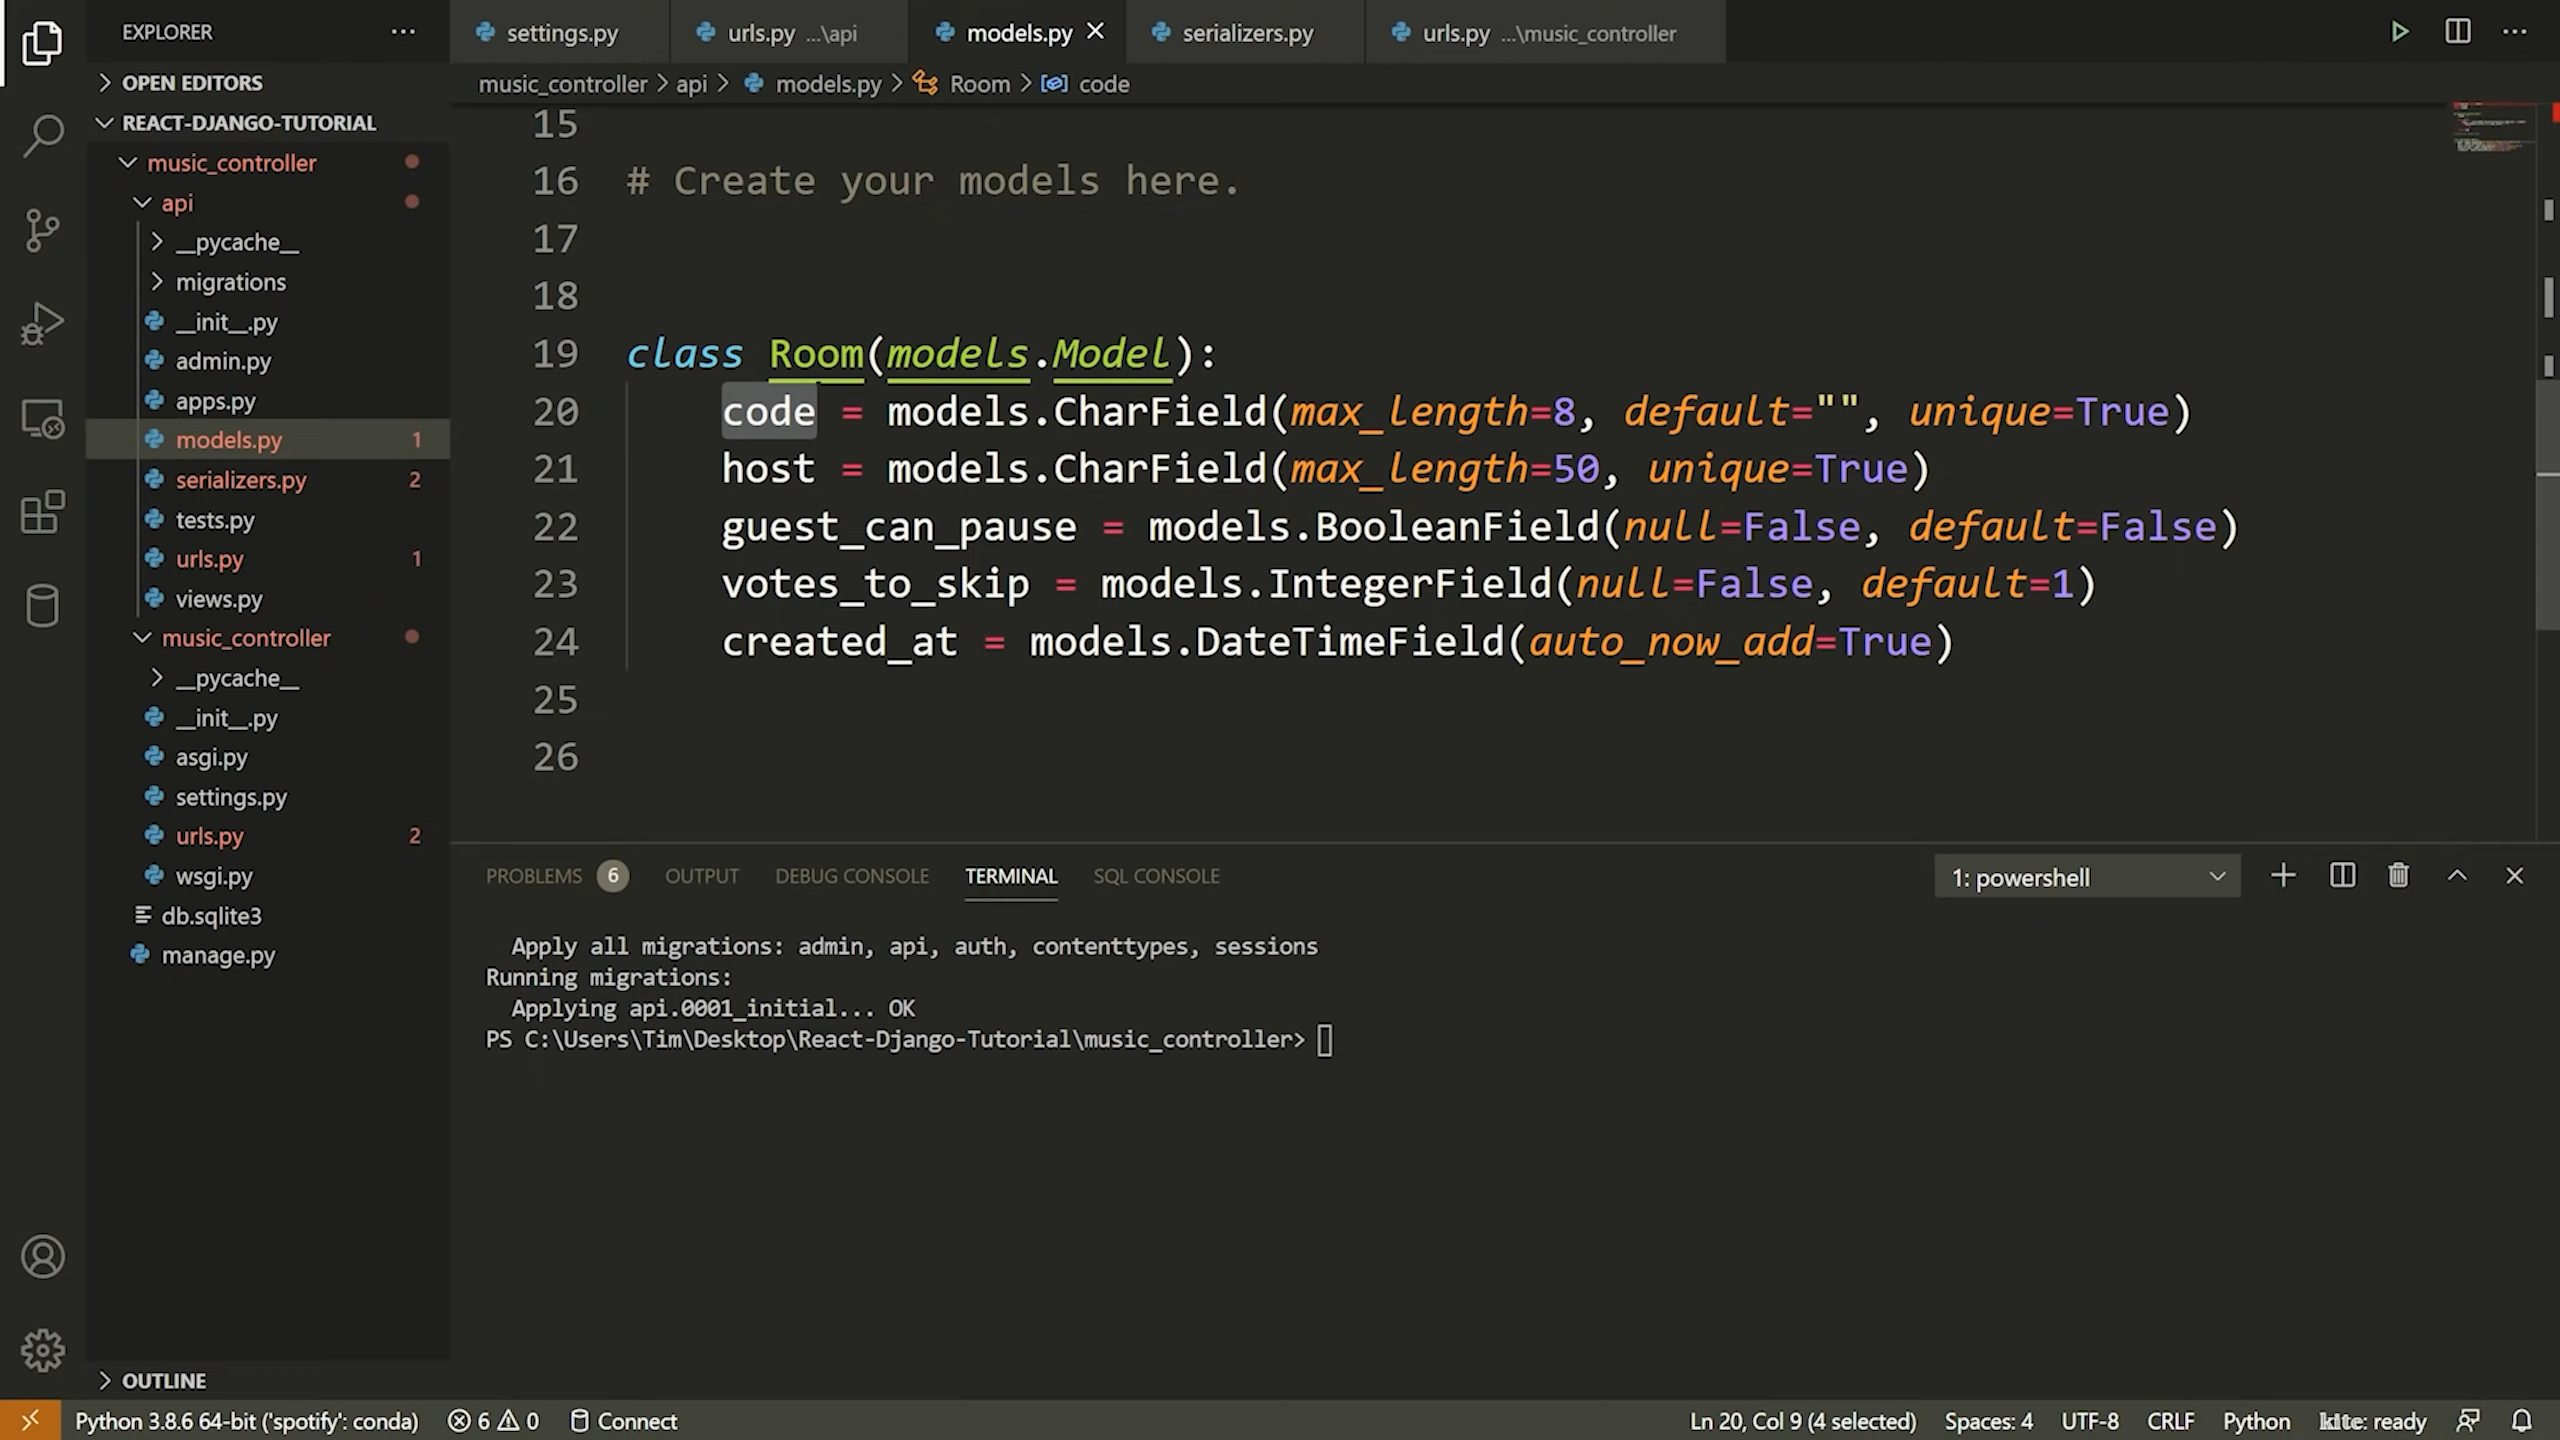 EXPLORER ...
OPEN EDITORS
REACT-DJANGO-TUTORIAL
music_controller
api
__pycache__
migrations
__init__.py
admin.py
apps.py
models.py 1
serializers.py 2
tests.py
urls.py 1
views.py
music_controller
__pycache__
__init__.py
asgi.py
settings.py
urls.py 2
wsgi.py
db.sqlite3
manage.py
OUTLINE
settings.py urls.py ...\api models.py serializers.py urls.py ...\music_controller
music_controller > api > models.py > Room > code
15
16 # Create your models here.
17
18
19 class Room(models.Model):
20 code = models.CharField(max_length=8, default="", unique=True)
21 host = models.CharField(max_length=50, unique=True)
22 guest_can_pause = models.BooleanField(null=False, default=False)
23 votes_to_skip = models.IntegerField(null=False, default=1)
24 created_at = models.DateTimeField(auto_now_add=True)
25
26
PROBLEMS 6 OUTPUT DEBUG CONSOLE TERMINAL SQL CONSOLE 1: powershell
Apply all migrations: admin, api, auth, contenttypes, sessions
Running migrations:
Applying api.0001_initial... OK
PS C:\Users\Tim\Desktop\React-Django-Tutorial\music_controller>
Python 3.8.6 64-bit ('spotify': conda) 6 0 Connect Ln 20, Col 9 (4 selected) Spaces: 4 UTF-8 CRLF Python kite: ready